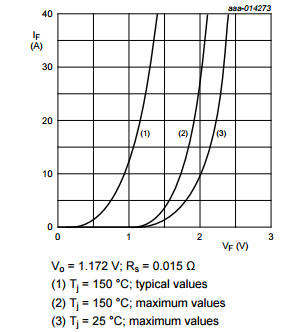 aaa-014273
40
IF
(A)
30
20
(1) (2) (3)
10
0
0 1 2 3
VF (V)
Vo = 1.172 V; Rs = 0.015 Ω
(1) Tj = 150 °C; typical values
(2) Tj = 150 °C; maximum values
(3) Tj = 25 °C; maximum values